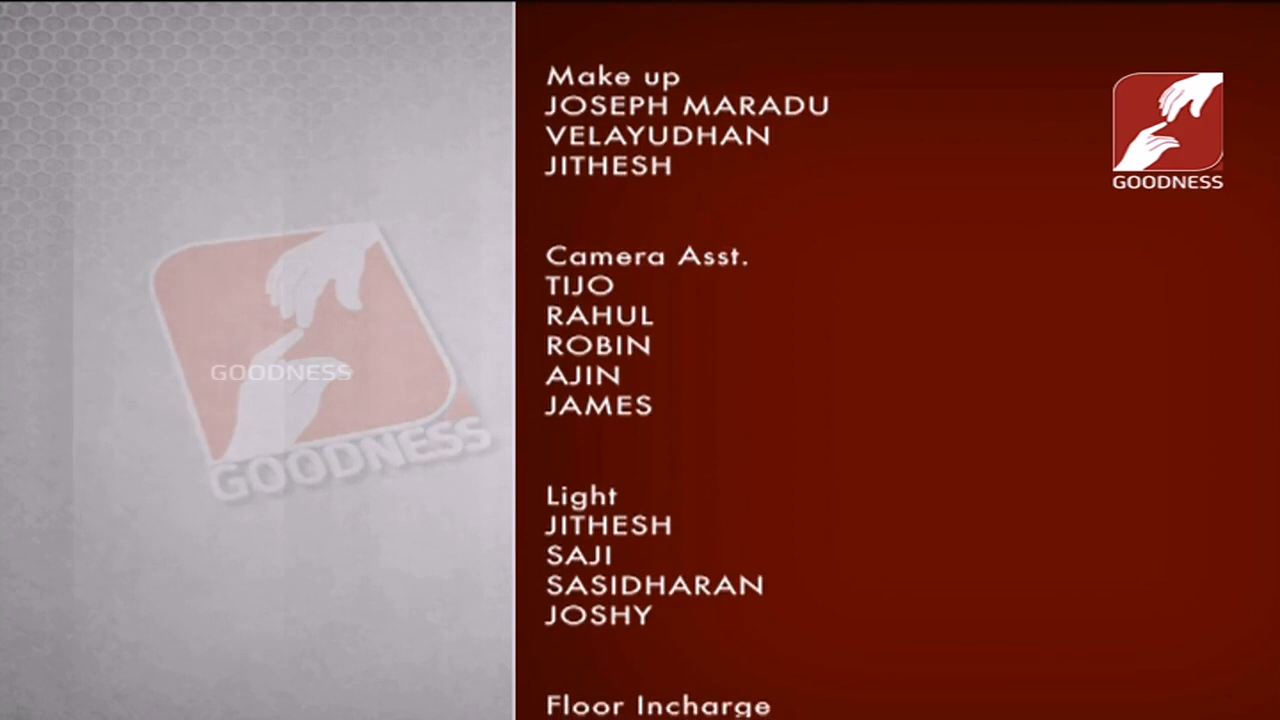 Make up
JOSEPH MARADU
VELAYUDHAN
JITHESH
GOODNESS
Camera Asst.
TIJO
RAHUL
ROBIN
AJIN
JAMES
GOODNESS
GOODNESS
Light
JITHESH
SAJI
SASIDHARAN
JOSHY
Floor Incharge